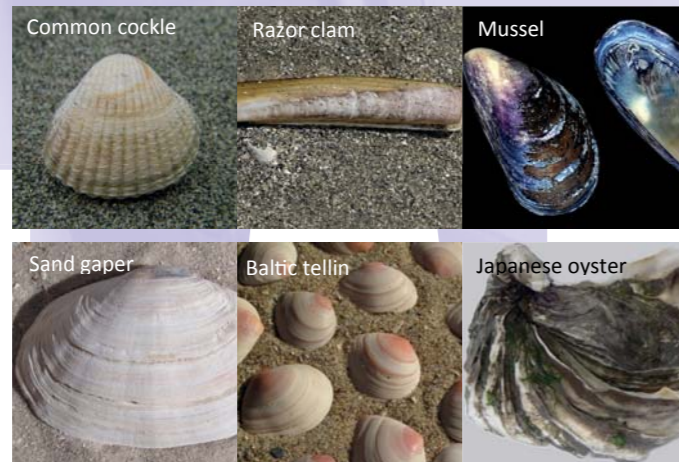 Common cockle
Razor clam
Mussel
Sand gaper
Baltic tellin
Japanese oyster